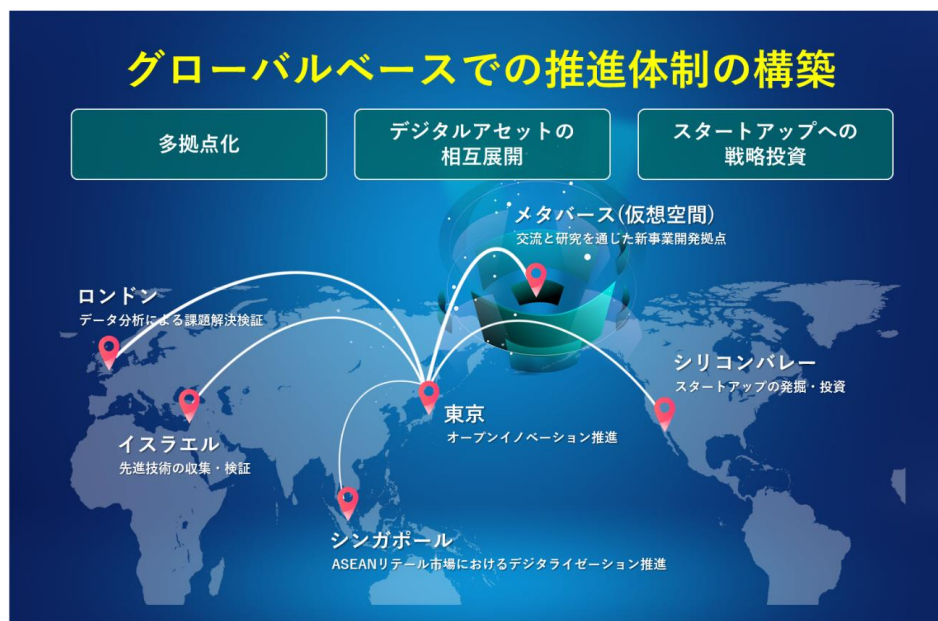 グローバルベースでの推進体制の構築
多拠点化
デジタルアセットの
相互展開
スタートアップへの
戦略投資
メタバース(仮想空間)
交流と研究を通じた新事業開発拠点
ロンドン
データ分析による課題解決検証
シリコンバレー
スタートアップの発掘・投資
東京
オープンイノベーション推進
イスラエル
先進技術の収集・検証
シンガポール
ASEANリテール市場におけるデジタライゼーション推進